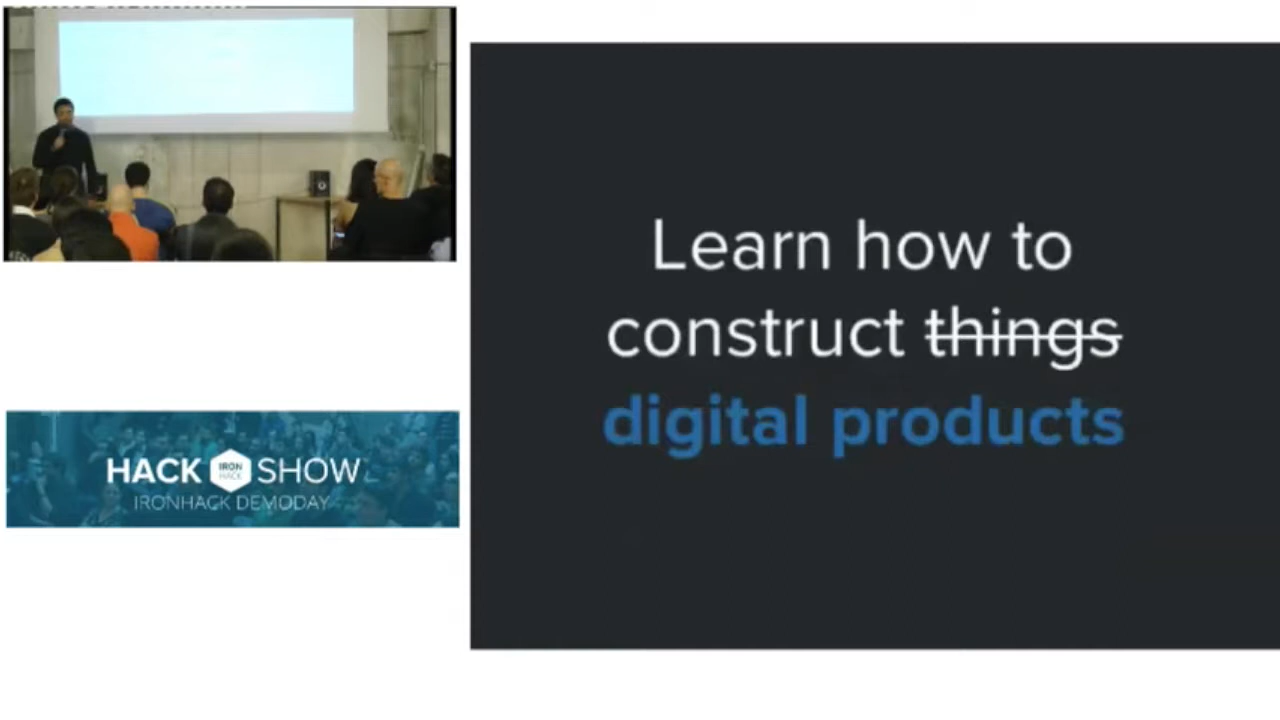 HACK IRON HACK SHOW
IRONHACK DEMODAY
Learn how to
construct things
digital products